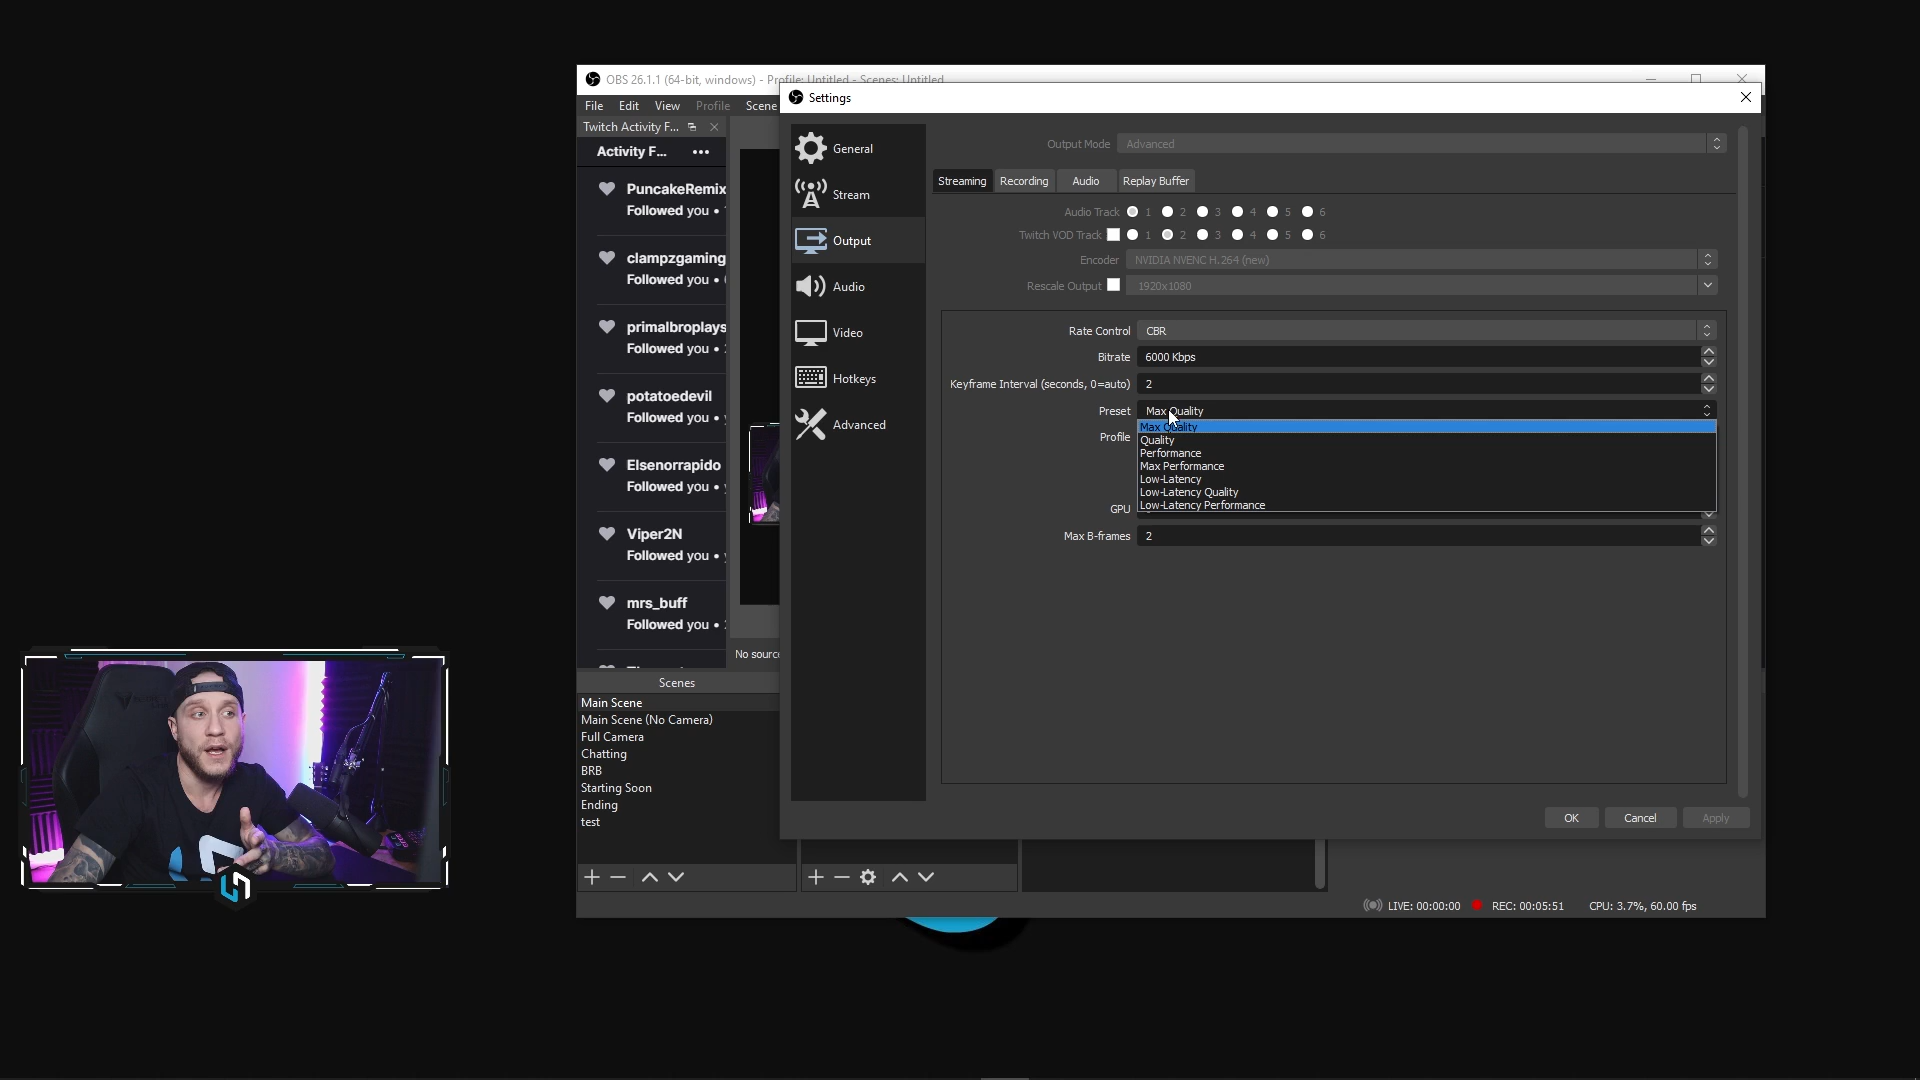 OBS 26.1.1 (64-bit, windows) - Profile: Untitled - Scenes: Untitled
Settings
File Edit View Profile Scene
Twitch Activity F...
Activity F...
PuncakeRemix
Followed you •
clampzgaming
Followed you •
primalbroplays
Followed you •
potatoedevil
Followed you •
Elsenorrapido
Followed you •
Viper2N
Followed you •
mrs_buff
Followed you •
No source
Scenes
Main Scene
Main Scene (No Camera)
Full Camera
Chatting
BRB
Starting Soon
Ending
test
General
Stream
Output
Audio
Video
Hotkeys
Advanced
Output Mode Advanced
Streaming Recording Audio Replay Buffer
Audio Track 1 2 3 4 5 6
Twitch VOD Track 1 2 3 4 5 6
Encoder NVIDIA NVENC H.264 (new)
Rescale Output 1920x1080
Rate Control CBR
Bitrate 6000 Kbps
Keyframe Interval (seconds, 0=auto) 2
Preset Max Quality
Max Quality
Profile
Quality
Performance
Max Performance
Low-Latency
Low-Latency Quality
Low-Latency Performance
GPU
Max B-frames 2
OK Cancel Apply
LIVE: 00:00:00 REC: 00:05:51 CPU: 3.7%, 60.00 fps